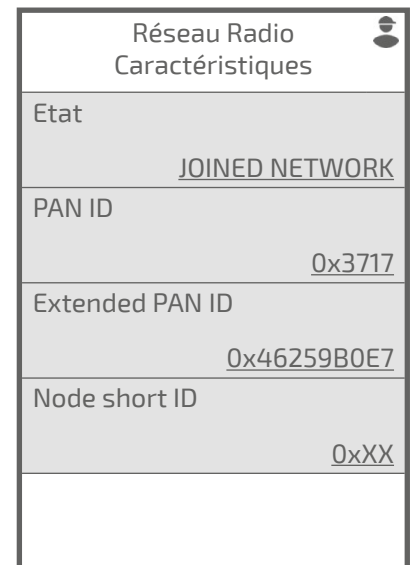 Réseau Radio
Caractéristiques
Etat
JOINED NETWORK
PAN ID
0x3717
Extended PAN ID
0x46259B0E7
Node short ID
0xXX